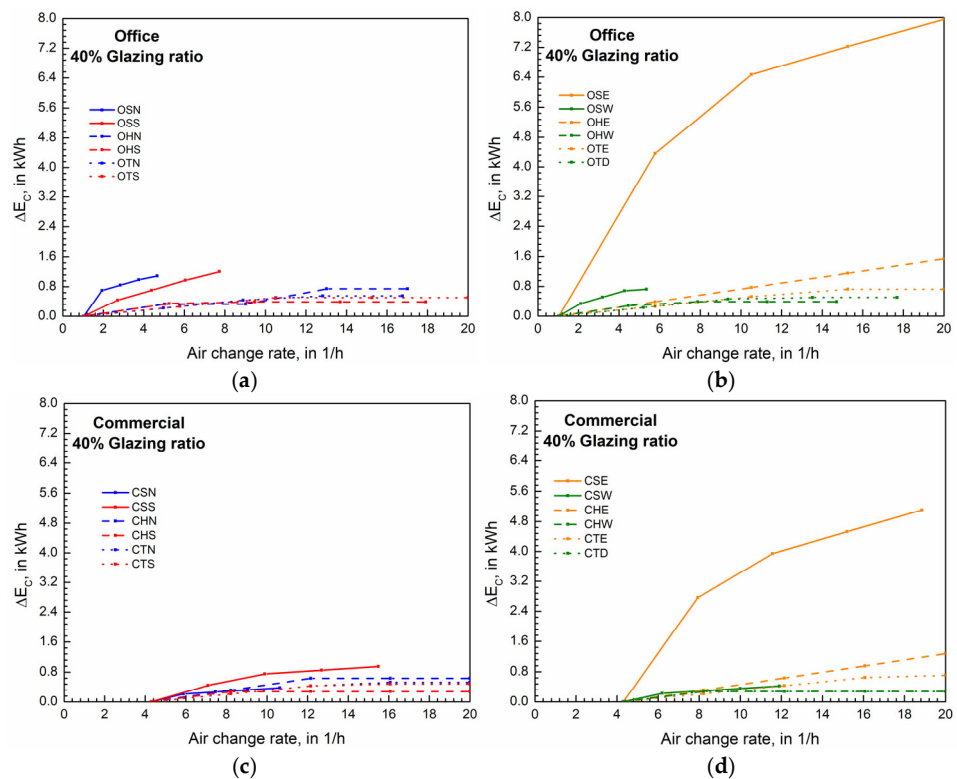 8.0
7.2
6.4
5.6
4.8
4.0
3.2
2.4
1.6
0.8
0.0
ΔE_C, in kWh
Office
40% Glazing ratio
OSN
OSS
OHN
OHS
OTN
OTS
0 2 4 6 8 10 12 14 16 18 20
Air change rate, in 1/h
(a)
8.0
7.2
6.4
5.6
4.8
4.0
3.2
2.4
1.6
0.8
0.0
ΔE_C, in kWh
Office
40% Glazing ratio
OSE
OSW
OHE
OHW
OTE
OTD
0 2 4 6 8 10 12 14 16 18 20
Air change rate, in 1/h
(b)
8.0
7.2
6.4
5.6
4.8
4.0
3.2
2.4
1.6
0.8
0.0
ΔE_C, in kWh
Commercial
40% Glazing ratio
CSN
CSS
CHN
CHS
CTN
CTS
0 2 4 6 8 10 12 14 16 18 20
Air change rate, in 1/h
(c)
8.0
7.2
6.4
5.6
4.8
4.0
3.2
2.4
1.6
0.8
0.0
ΔE_C, in kWh
Commercial
40% Glazing ratio
CSE
CSW
CHE
CHW
CTE
CTD
0 2 4 6 8 10 12 14 16 18 20
Air change rate, in 1/h
(d)